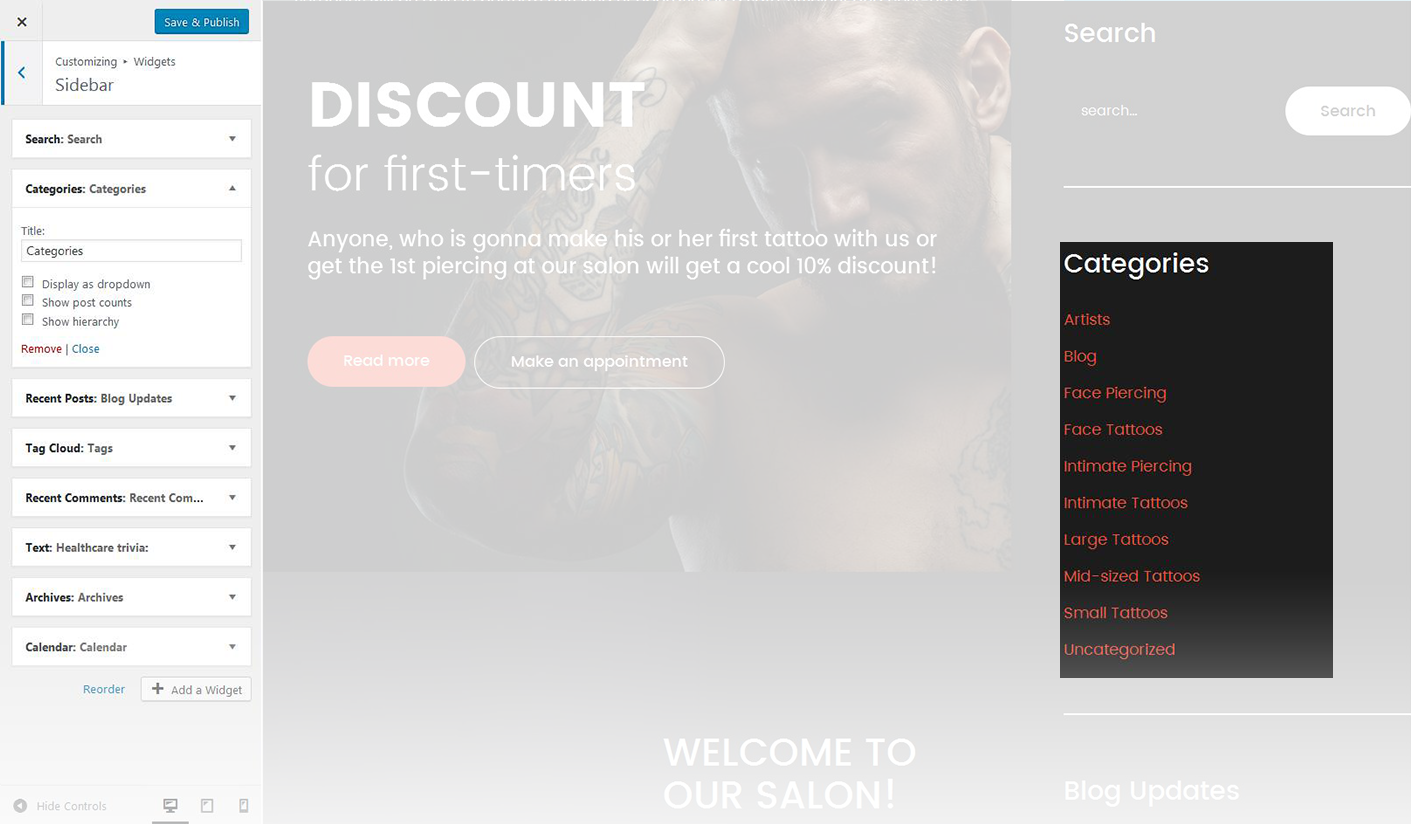 Save & Publish
Customizing ▸ Widgets
Sidebar
Search: Search
Categories: Categories
Title:
Categories
Display as dropdown
Show post counts
Show hierarchy
Remove | Close
Recent Posts: Blog Updates
Tag Cloud: Tags
Recent Comments: Recent Com...
Text: Healthcare trivia:
Archives: Archives
Calendar: Calendar
Reorder
Add a Widget
Hide Controls
DISCOUNT
for first-timers
Anyone, who is gonna make his or her first tattoo with us or
get the 1st piercing at our salon will get a cool 10% discount!
Read more
Make an appointment
WELCOME TO
OUR SALON!
Search
search...
Search
Categories
Artists
Blog
Face Piercing
Face Tattoos
Intimate Piercing
Intimate Tattoos
Large Tattoos
Mid-sized Tattoos
Small Tattoos
Uncategorized
Blog Updates